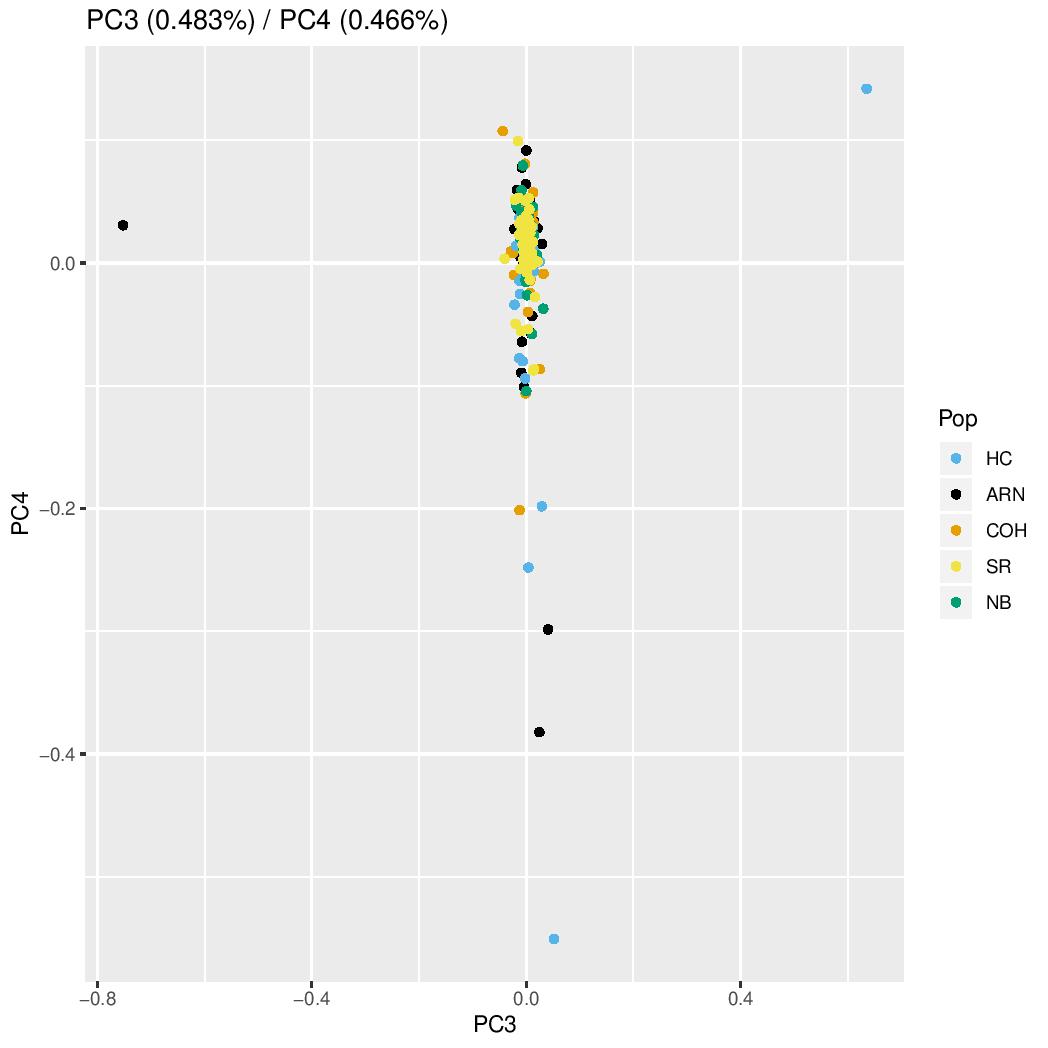 PC3 (0.483%) / PC4 (0.466%)
0.0
−0.2
−0.4
PC4
−0.8
−0.4
0.0
0.4
PC3
Pop
HC
ARN
COH
SR
NB